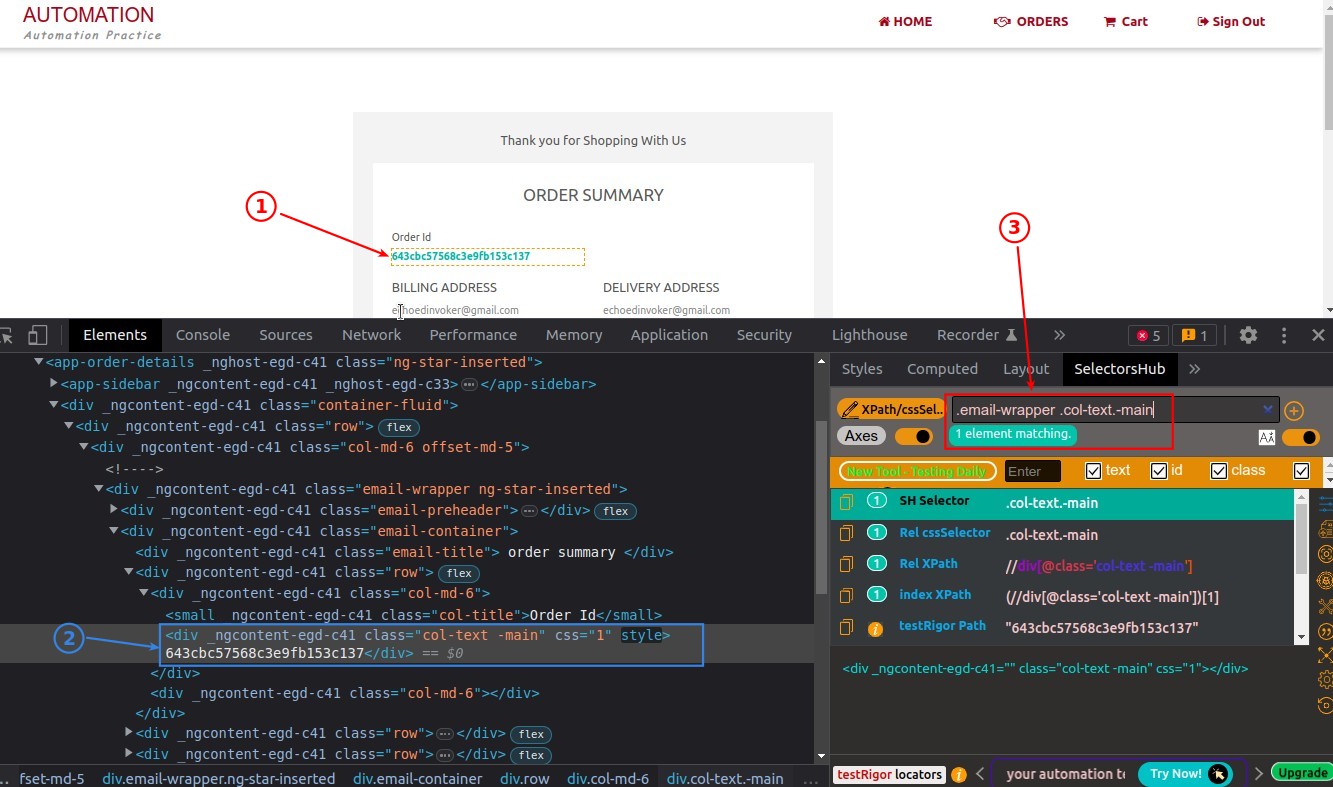 AUTOMATION
Automation Practice
HOME
ORDERS
Cart
Sign Out
Thank you for Shopping With Us
ORDER SUMMARY
1
3
Order Id
643cbc57568c3e9fb153c137
BILLING ADDRESS
DELIVERY ADDRESS
echoedinvoker@gmail.com
echoedinvoker@gmail.com
Elements
Console
Sources
Network
Performance
Memory
Application
Security
Lighthouse
Recorder
»
5
1
<app-order-details _nghost-egd-c41 class="ng-star-inserted">
<app-sidebar _ngcontent-egd-c41 _nghost-egd-c33>…</app-sidebar>
<div _ngcontent-egd-c41 class="container-fluid">
<div _ngcontent-egd-c41 class="row"> flex
<div _ngcontent-egd-c41 class="col-md-6 offset-md-5">
<!---->
<div _ngcontent-egd-c41 class="email-wrapper ng-star-inserted">
<div _ngcontent-egd-c41 class="email-preheader">…</div> flex
<div _ngcontent-egd-c41 class="email-container">
<div _ngcontent-egd-c41 class="email-title"> order summary </div>
<div _ngcontent-egd-c41 class="row"> flex
<div _ngcontent-egd-c41 class="col-md-6">
<small _ngcontent-egd-c41 class="col-title">Order Id</small>
2
<div _ngcontent-egd-c41 class="col-text -main" css="1" style>
643cbc57568c3e9fb153c137</div> == $0
</div>
<div _ngcontent-egd-c41 class="col-md-6"></div>
</div>
<div _ngcontent-egd-c41 class="row">…</div> flex
<div _ngcontent-egd-c41 class="row">…</div> flex
.. fset-md-5 div.email-wrapper.ng-star-inserted div.email-container div.row div.col-md-6 div.col-text.-main ...
Styles
Computed
Layout
SelectorsHub
»
XPath/cssSel..
.email-wrapper .col-text.-main
Axes
1 element matching.
New Tool - Testing Daily
Enter
text
id
class
1 SH Selector .col-text.-main
1 Rel cssSelector .col-text.-main
1 Rel XPath //div[@class='col-text -main']
1 index XPath (//div[@class='col-text -main'])[1]
testRigor Path "643cbc57568c3e9fb153c137"
<div _ngcontent-egd-c41="" class="col-text -main" css="1"></div>
testRigor locators
your automation te
Try Now!
Upgrade